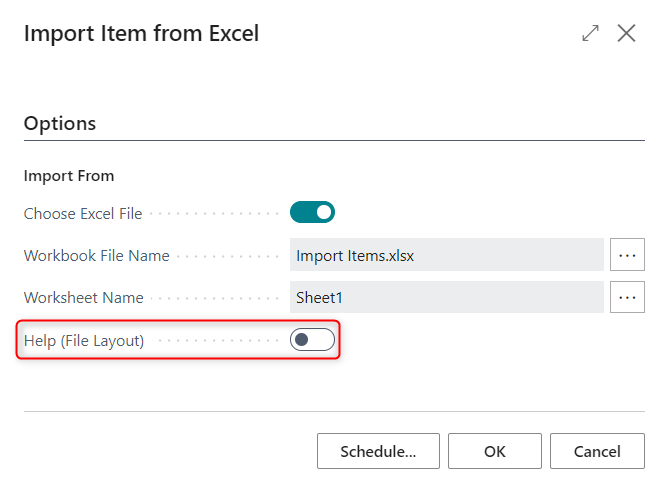 Import Item from Excel
Options
Import From
Choose Excel File
Workbook File Name Import Items.xlsx ...
Worksheet Name Sheet1 ...
Help (File Layout)
Schedule... OK Cancel